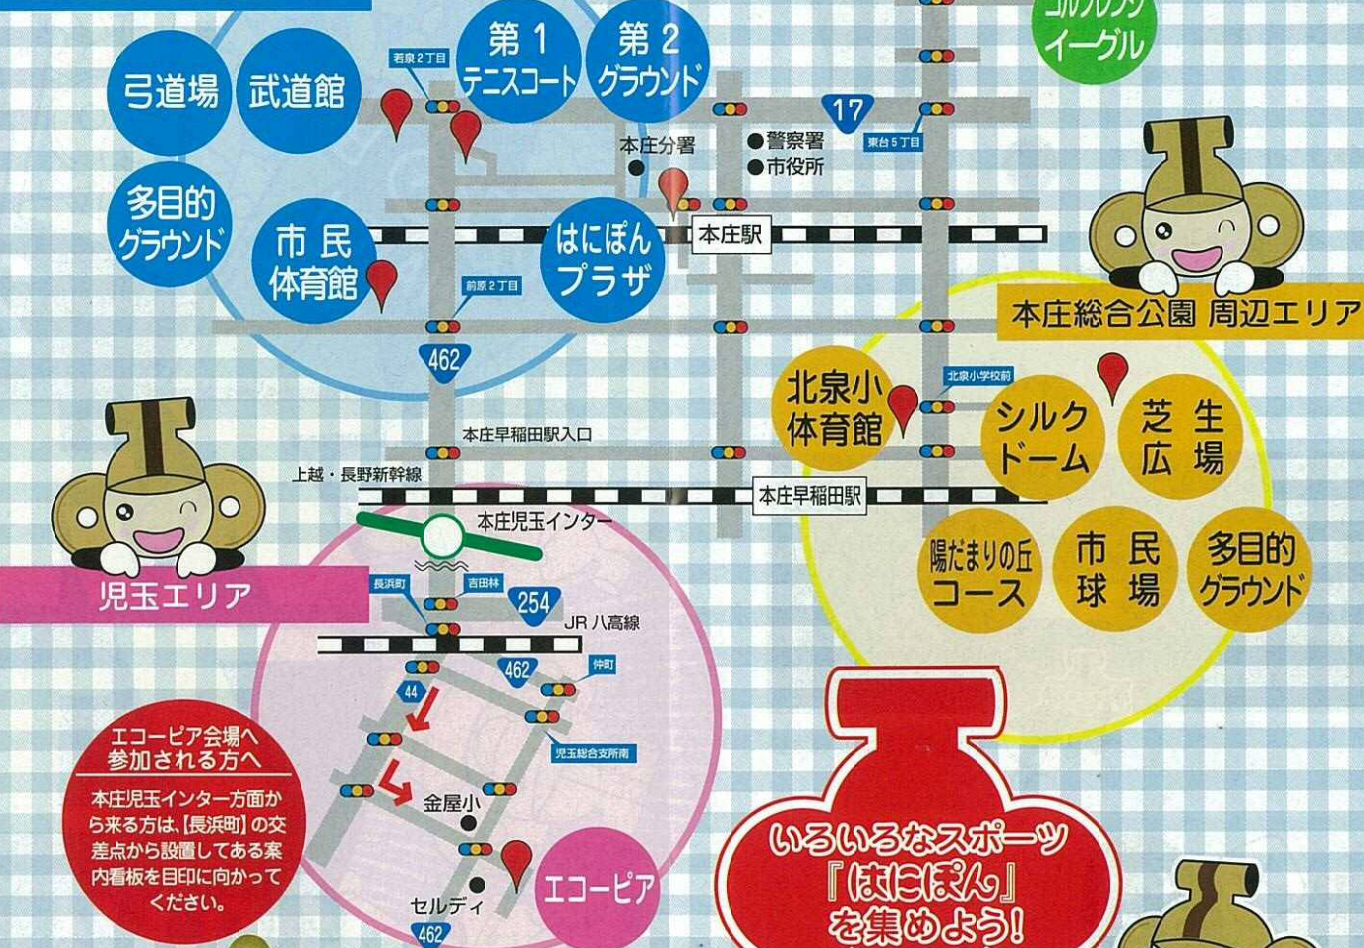 弓道場
武道館
若泉2丁目
第1
テニスコート
第2
グラウンド
ゴルフレンジ
イーグル
17
東台5丁目
本庄分署
●警察署
●市役所
多目的
グラウンド
市民
体育館
はにぽん
プラザ
本庄駅
前原2丁目
462
本庄総合公園 周辺エリア
北泉小
体育館
北泉小学校前
シルク
ドーム
芝生
広場
本庄早稲田駅入口
上越・長野新幹線
本庄早稲田駅
本庄児玉インター
陽だまりの丘
コース
市民
球場
多目的
グラウンド
児玉エリア
長浜町
吉田林
254
JR八高線
462
仲町
44
児玉総合支所南
エコーピア会場へ
参加される方へ
本庄児玉インター方面か
ら来る方は、【長浜町】の交
差点から設置してある案
内看板を目印に向かって
ください。
金屋小
セルディ
エコーピア
462
いろいろなスポーツ
『はにぽん』
を集めよう!